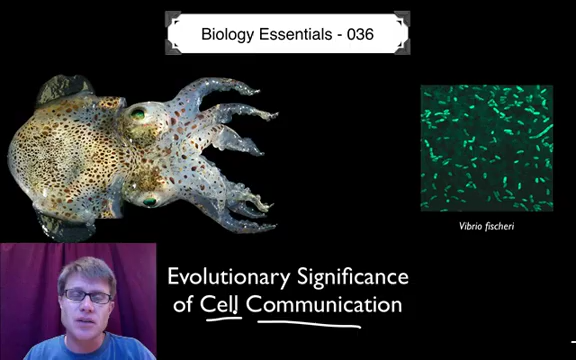 Biology Essentials - 036
Vibrio fischeri
Evolutionary Significance
of Cell Communication